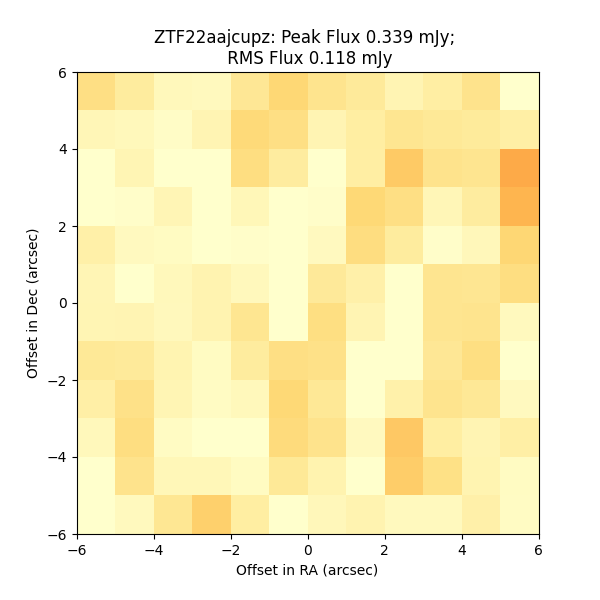 ZTF22aajcupz: Peak Flux 0.339 mJy;
RMS Flux 0.118 mJy
6
4
2
0
−2
−4
−6
Offset in Dec (arcsec)
−6 −4 −2 0 2 4 6
Offset in RA (arcsec)